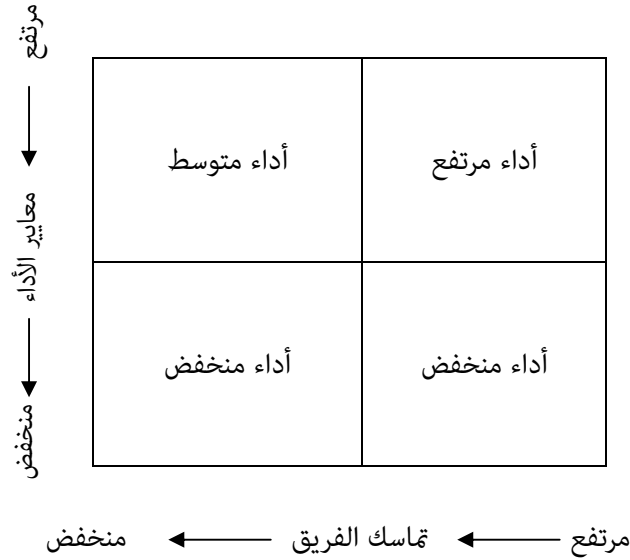 مرتفع
معايير الأداء
منخفض
أداء مرتفع
أداء متوسط
أداء منخفض
أداء منخفض
مرتفع
تماسك الفريق
منخفض